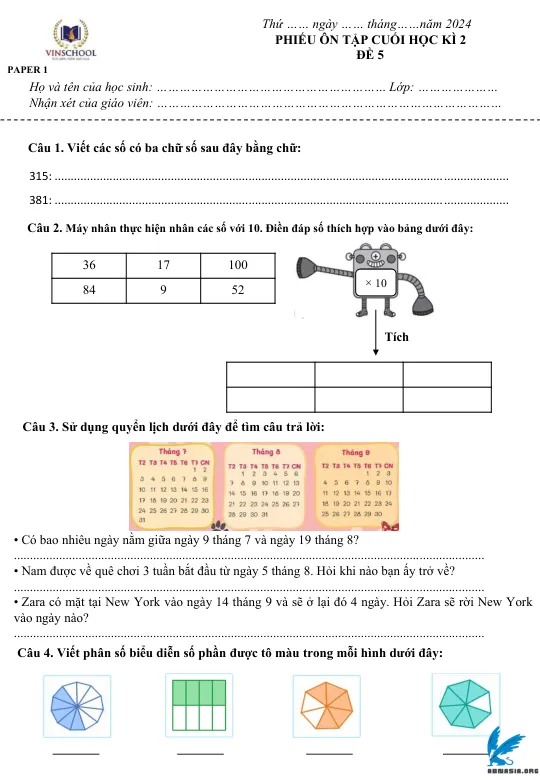 Thứ …… ngày …… tháng……năm 2024
PHIẾU ÔN TẬP CUỐI HỌC KÌ 2
ĐỀ 5
VINSCHOOL
PAPER 1
Họ và tên của học sinh: ………………………………………………… Lớp: …………………
Nhận xét của giáo viên: ……………………………………………………………………………
Câu 1. Viết các số có ba chữ số sau đây bằng chữ:
315: ..........................................................................................................
381: ..........................................................................................................
Câu 2. Máy nhân thực hiện nhân các số với 10. Điền đáp số thích hợp vào bảng dưới đây:
36 17 100
84 9 52
× 10
Tích
Câu 3. Sử dụng quyển lịch dưới đây để tìm câu trả lời:
Tháng 7 Tháng 8 Tháng 9
T2 T3 T4 T5 T6 T7 CN T2 T3 T4 T5 T6 T7 CN T2 T3 T4 T5 T6 T7 CN
1 2 1 2 3 4 5 6 1 2 3
3 4 5 6 7 8 9 7 8 9 10 11 12 13 4 5 6 7 8 9 10
10 11 12 13 14 15 16 14 15 16 17 18 19 20 11 12 13 14 15 16 17
17 18 19 20 21 22 23 21 22 23 24 25 26 27 18 19 20 21 22 23 24
24 25 26 27 28 29 30 28 29 30 31 25 26 27 28 29 30
31
• Có bao nhiêu ngày nằm giữa ngày 9 tháng 7 và ngày 19 tháng 8?
..........................................................................................................
• Nam được về quê chơi 3 tuần bắt đầu từ ngày 5 tháng 8. Hỏi khi nào bạn ấy trở về?
..........................................................................................................
• Zara có mặt tại New York vào ngày 14 tháng 9 và sẽ ở lại đó 4 ngày. Hỏi Zara sẽ rời New York
vào ngày nào?
..........................................................................................................
Câu 4. Viết phân số biểu diễn số phần được tô màu trong mỗi hình dưới đây:
ABMASIA.ORG